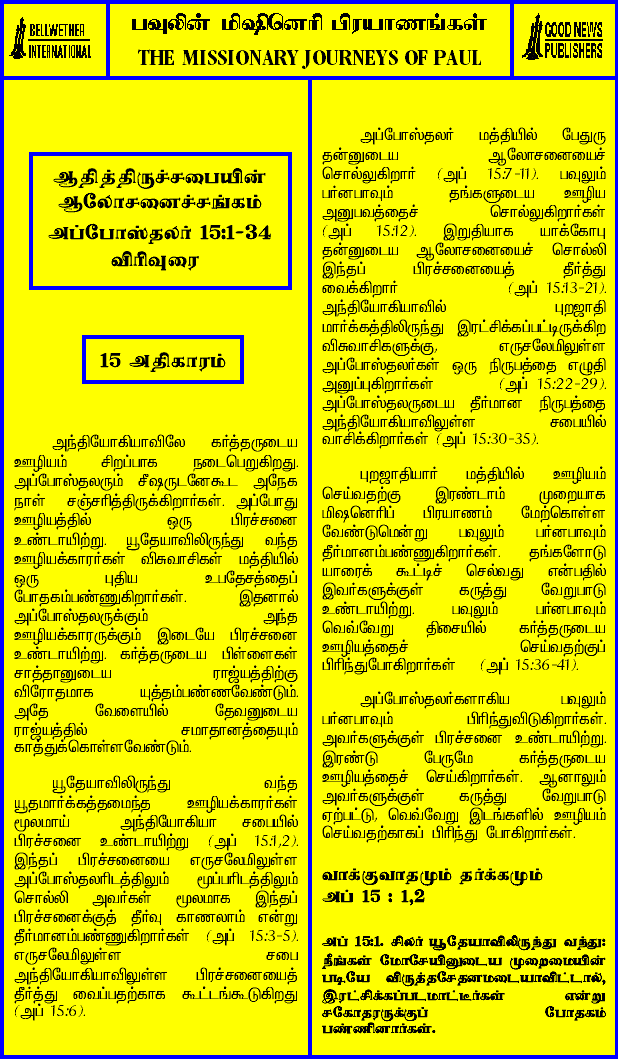 BELLWETHER
INTERNATIONAL
பவுலின் மிஷினெரி பிரயாணங்கள்
THE MISSIONARY JOURNEYS OF PAUL
GOOD NEWS
PUBLISHERS
ஆதித்திருச்சபையின்
ஆலோசனைச்சங்கம்
அப்போஸ்தலர் 15:1-34
விரிவுரை
15 அதிகாரம்
அந்தியோகியாவிலே கர்த்தருடைய
ஊழியம் சிறப்பாக நடைபெறுகிறது.
அப்போஸ்தலரும் சீஷருடனேகூட அநேக
நாள் சஞ்சரித்திருக்கிறார்கள். அப்போது
ஊழியத்தில் ஒரு பிரச்சனை
உண்டாயிற்று. யூதேயாவிலிருந்து வந்த
ஊழியக்காரர்கள் விசுவாசிகள் மத்தியில்
ஒரு புதிய உபதேசத்தைப்
போதகம்பண்ணுகிறார்கள். இதனால்
அப்போஸ்தலருக்கும் அந்த
ஊழியக்காரருக்கும் இடையே பிரச்சனை
உண்டாயிற்று. கர்த்தருடைய பிள்ளைகள்
சாத்தானுடைய ராஜ்யத்திற்கு
விரோதமாக யுத்தம்பண்ணவேண்டும்.
அதே வேளையில் தேவனுடைய
ராஜ்யத்தில் சமாதானத்தையும்
காத்துக்கொள்ளவேண்டும்.
யூதேயாவிலிருந்து வந்த
யூதமார்க்கத்தமைந்த ஊழியக்காரர்கள்
மூலமாய் அந்தியோகியா சபையில்
பிரச்சனை உண்டாயிற்று (அப் 15:1,2).
இந்தப் பிரச்சனையை எருசலேமிலுள்ள
அப்போஸ்தலரிடத்திலும் மூப்பரிடத்திலும்
சொல்லி அவர்கள் மூலமாக இந்தப்
பிரச்சனைக்குத் தீர்வு காணலாம் என்று
தீர்மானம்பண்ணுகிறார்கள் (அப் 15:3-5).
எருசலேமிலுள்ள சபை
அந்தியோகியாவிலுள்ள பிரச்சனையைத்
தீர்த்து வைப்பதற்காக கூட்டங்கூடுகிறது
(அப் 15:6).
அப்போஸ்தலர் மத்தியில் பேதுரு
தன்னுடைய ஆலோசனையைச்
சொல்லுகிறார் (அப் 15:7-11). பவுலும்
பர்னபாவும் தங்களுடைய ஊழிய
அனுபவத்தைச் சொல்லுகிறார்கள்
(அப் 15:12). இறுதியாக யாக்கோபு
தன்னுடைய ஆலோசனையைச் சொல்லி
இந்தப் பிரச்சனையைத் தீர்த்து
வைக்கிறார் (அப் 15:13-21).
அந்தியோகியாவில் புறஜாதி
மார்க்கத்திலிருந்து இரட்சிக்கப்பட்டிருக்கிற
விசுவாசிகளுக்கு, எருசலேமிலுள்ள
அப்போஸ்தலர்கள் ஒரு நிருபத்தை எழுதி
அனுப்புகிறார்கள் (அப் 15:22-29).
அப்போஸ்தலருடைய தீர்மான நிருபத்தை
அந்தியோகியாவிலுள்ள சபையில்
வாசிக்கிறார்கள் (அப் 15:30-35).
புறஜாதியார் மத்தியில் ஊழியம்
செய்வதற்கு இரண்டாம் முறையாக
மிஷனெரிப் பிரயாணம் மேற்கொள்ள
வேண்டுமென்று பவுலும் பர்னபாவும்
தீர்மானம்பண்ணுகிறார்கள். தங்களோடு
யாரைக் கூட்டிச் செல்வது என்பதில்
இவர்களுக்குள் கருத்து வேறுபாடு
உண்டாயிற்று. பவுலும் பர்னபாவும்
வெவ்வேறு திசையில் கர்த்தருடைய
ஊழியத்தைச் செய்வதற்குப்
பிரிந்துபோகிறார்கள் (அப் 15:36-41).
அப்போஸ்தலர்களாகிய பவுலும்
பர்னபாவும் பிரிந்துவிடுகிறார்கள்.
அவர்களுக்குள் பிரச்சனை உண்டாயிற்று.
இரண்டு பேருமே கர்த்தருடைய
ஊழியத்தைச் செய்கிறார்கள். ஆனாலும்
அவர்களுக்குள் கருத்து வேறுபாடு
ஏற்பட்டு, வெவ்வேறு இடங்களில் ஊழியம்
செய்வதற்காகப் பிரிந்து போகிறார்கள்.
வாக்குவாதமும் தர்க்கமும்
அப் 15 : 1,2
அப் 15:1. சிலர் யூதேயாவிலிருந்து வந்து:
நீங்கள் மோசேயினுடைய முறைமையின்
படியே விருத்தசேதனமடையாவிட்டால்,
இரட்சிக்கப்படமாட்டீர்கள் என்று
சகோதரருக்குப் போதகம்
பண்ணினார்கள்.